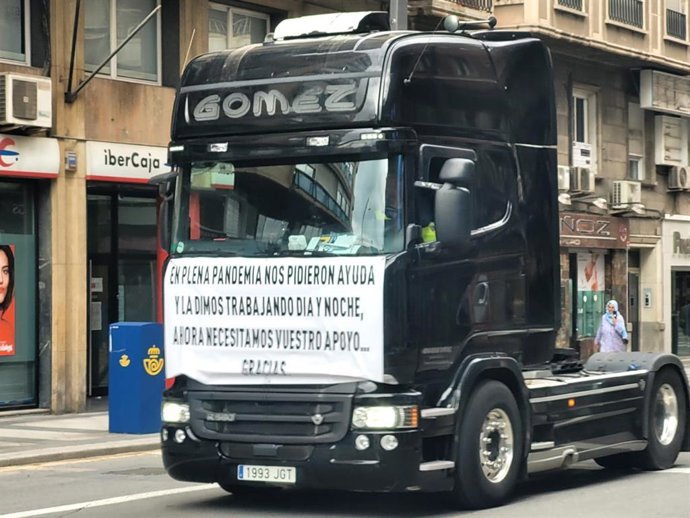 GOMEZ
iberCaja
EN PLENA PANDEMIA NOS PIDIERON AYUDA
Y LA DIMOS TRABAJANDO DIA Y NOCHE,
AHORA NECESITAMOS VUESTRO APOYO...
GRACIAS.
1993 JGT